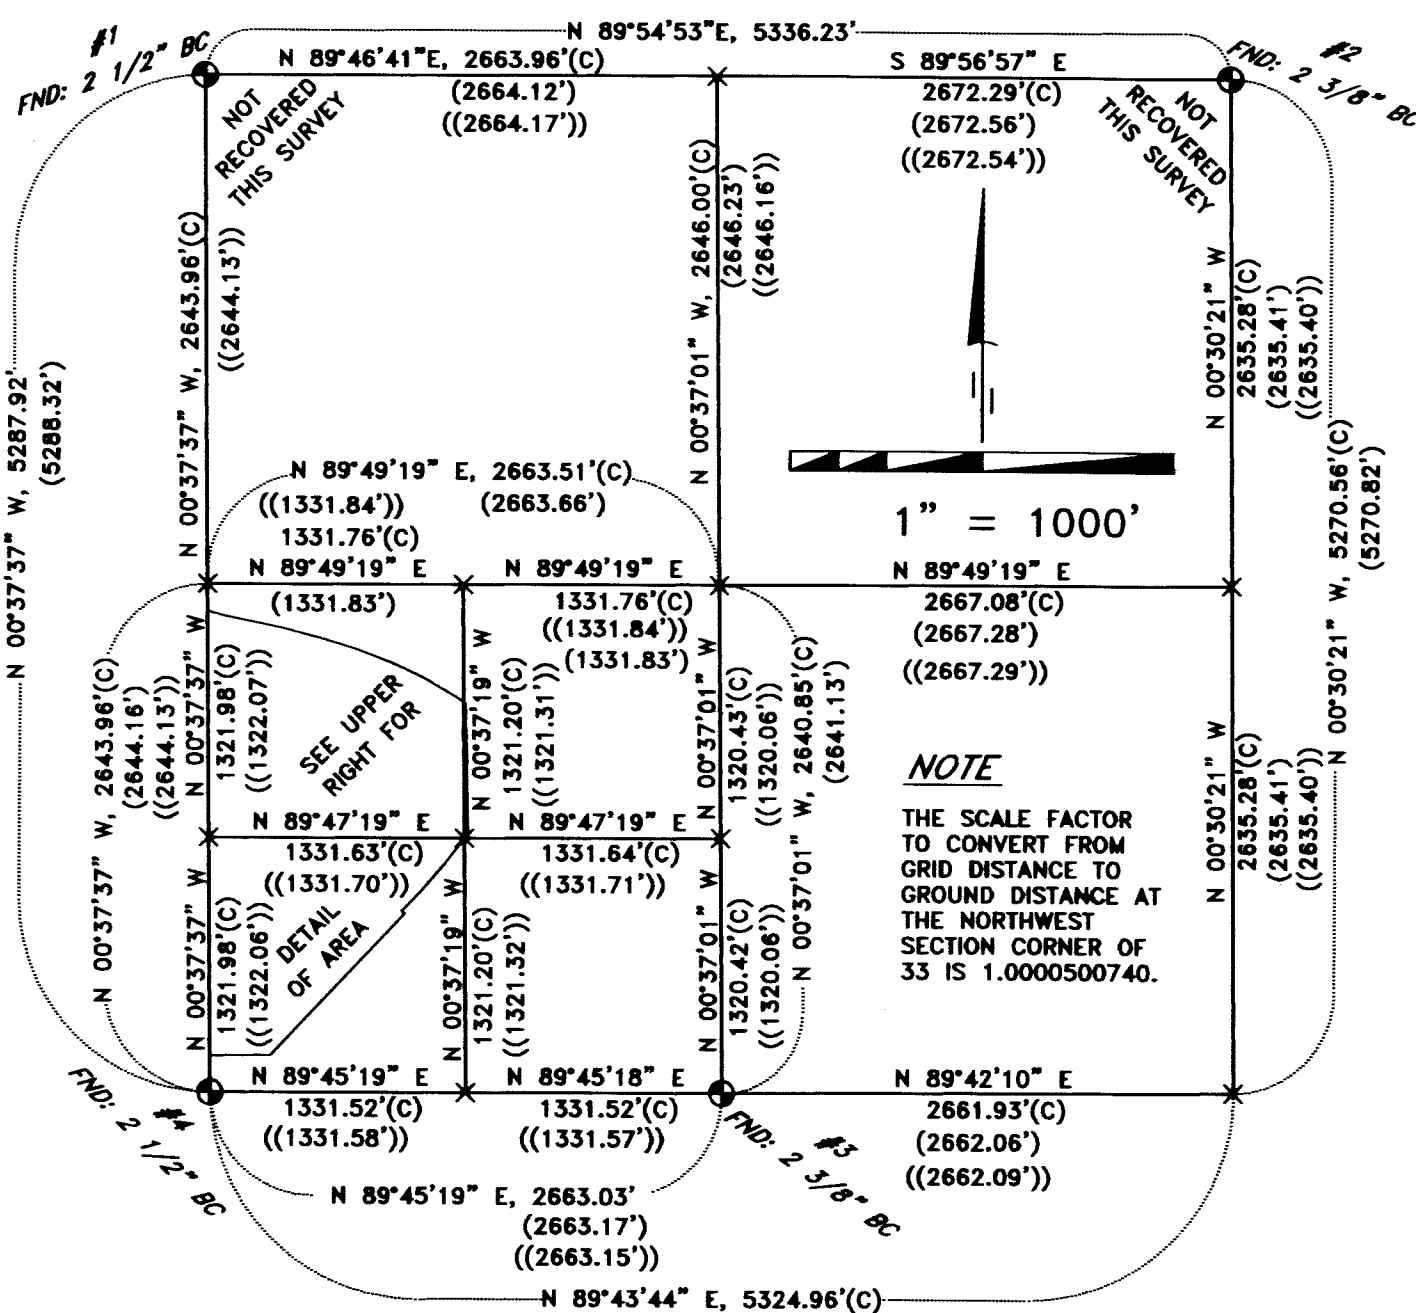 N 89°54'53"E, 5336.23'
#1
FND: 2 1/2" BC
N 89°46'41"E, 2663.96'(C)
(2664.12')
((2664.17'))
S 89°56'57" E
2672.29'(C)
(2672.56')
((2672.54'))
#2
FND: 2 3/8" BC
NOT
RECOVERED
THIS SURVEY
NOT
RECOVERED
THIS SURVEY
N 00°37'37" W, 5287.92'
(5288.32')
N 00°37'37" W, 2643.96'(C)
((2644.13'))
N 00°37'01" W, 2646.00'(C)
(2646.23')
((2646.16'))
N 00°30'21" W
2635.28'(C)
(2635.41')
((2635.40'))
N 00°30'21" W, 5270.56'(C)
(5270.82')
1" = 1000'
N 89°49'19" E, 2663.51'(C)
((1331.84')) (2663.66')
1331.76'(C)
N 89°49'19" E
(1331.83')
N 89°49'19" E
1331.76'(C)
((1331.84'))
(1331.83')
N 89°49'19" E
2667.08'(C)
(2667.28')
((2667.29'))
N 00°37'37" W, 2643.96'(C)
(2644.16')
((2644.13'))
N 00°37'37" W
1321.98'(C)
((1322.07'))
SEE UPPER
RIGHT FOR
N 00°37'19" W
1321.20'(C)
((1321.31'))
N 00°37'01" W
1320.43'(C)
((1320.06'))
N 00°37'01" W, 2640.85'(C)
(2641.13')
NOTE
THE SCALE FACTOR
TO CONVERT FROM
GRID DISTANCE TO
GROUND DISTANCE AT
THE NORTHWEST
SECTION CORNER OF
33 IS 1.0000500740.
N 00°30'21" W
2635.28'(C)
(2635.41')
((2635.40'))
N 89°47'19" E
1331.63'(C)
((1331.70'))
N 89°47'19" E
1331.64'(C)
((1331.71'))
N 00°37'37" W
1321.98'(C)
((1322.06'))
DETAIL
OF AREA
N 00°37'19" W
1321.20'(C)
((1321.32'))
N 00°37'01" W
1320.42'(C)
((1320.06'))
N 89°45'19" E
1331.52'(C)
((1331.58'))
N 89°45'18" E
1331.52'(C)
((1331.57'))
N 89°42'10" E
2661.93'(C)
(2662.06')
((2662.09'))
#4
FND: 2 1/2" BC
#3
FND: 2 3/8" BC
N 89°45'19" E, 2663.03'
(2663.17')
((2663.15'))
N 89°43'44" E, 5324.96'(C)